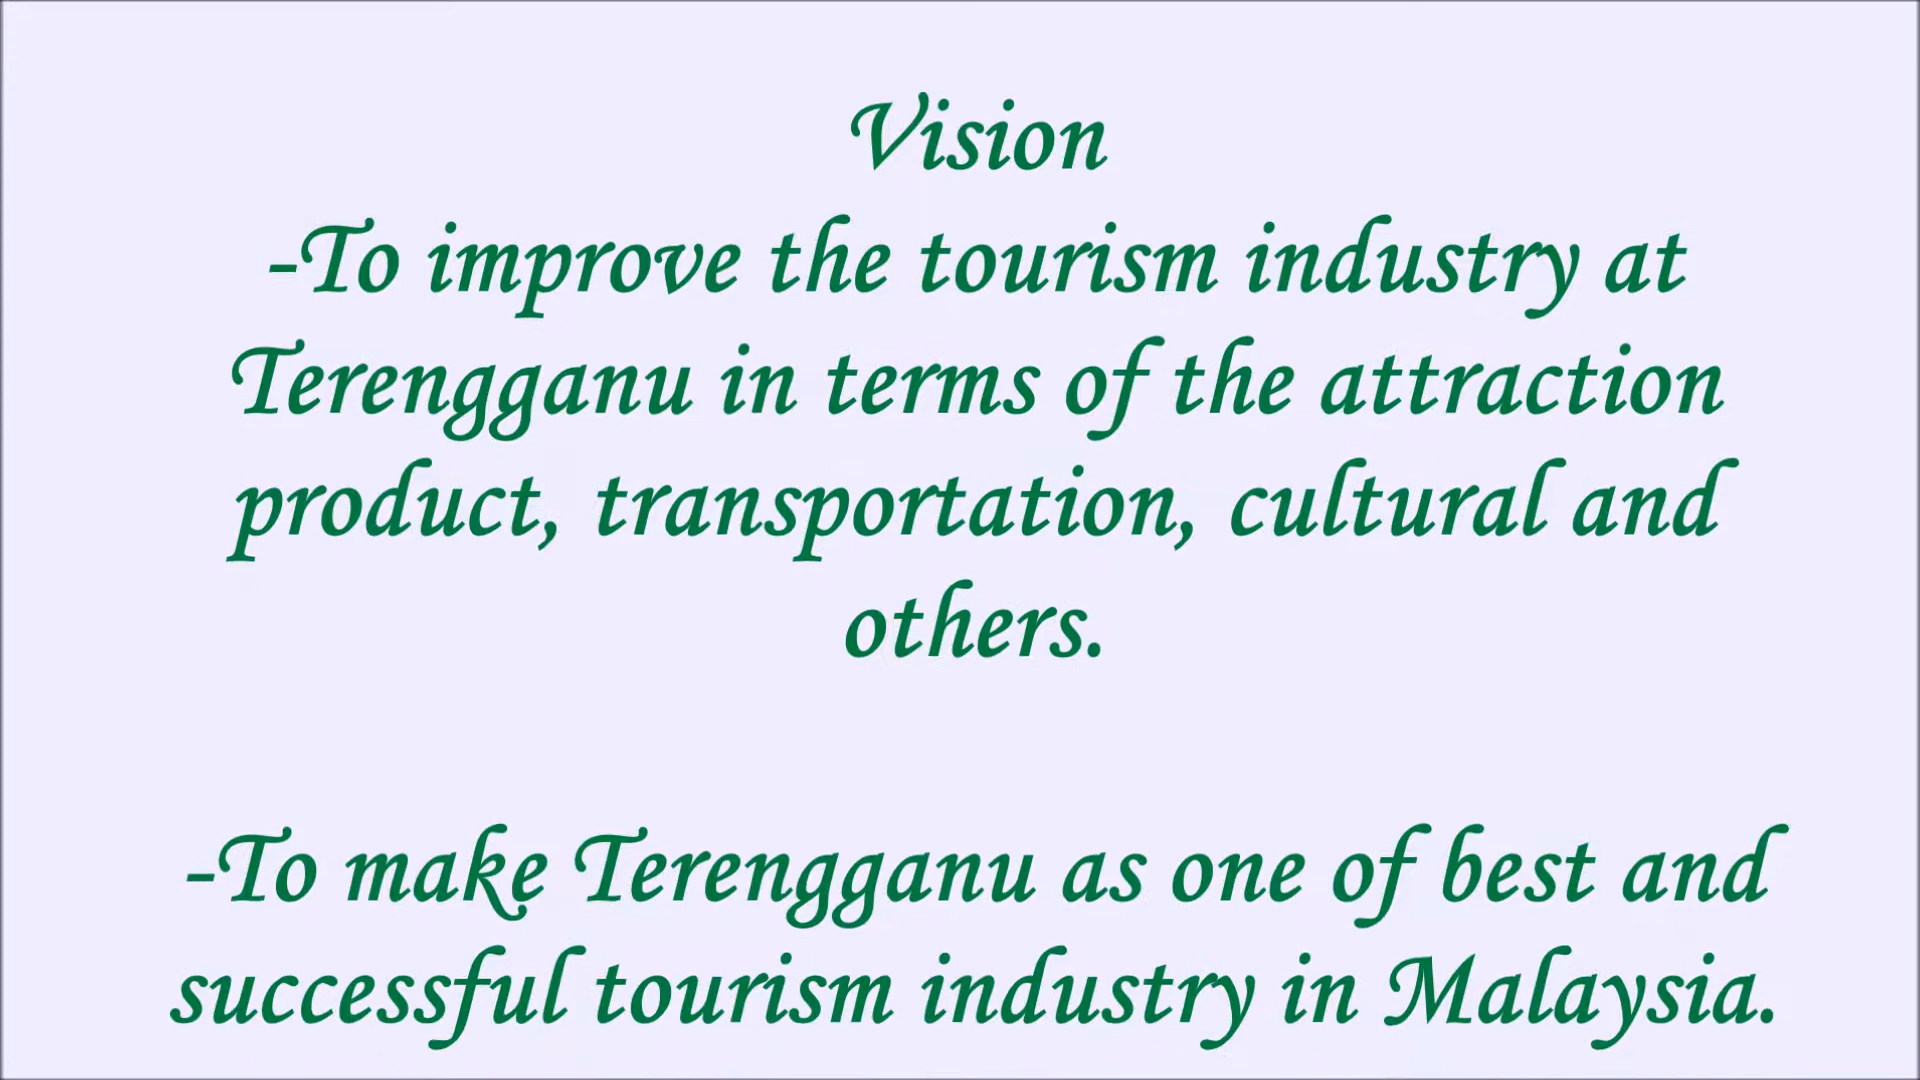 Vision
-To improve the tourism industry at
Terengganu in terms of the attraction
product, transportation, cultural and
others.
-To make Terengganu as one of best and
successful tourism industry in Malaysia.